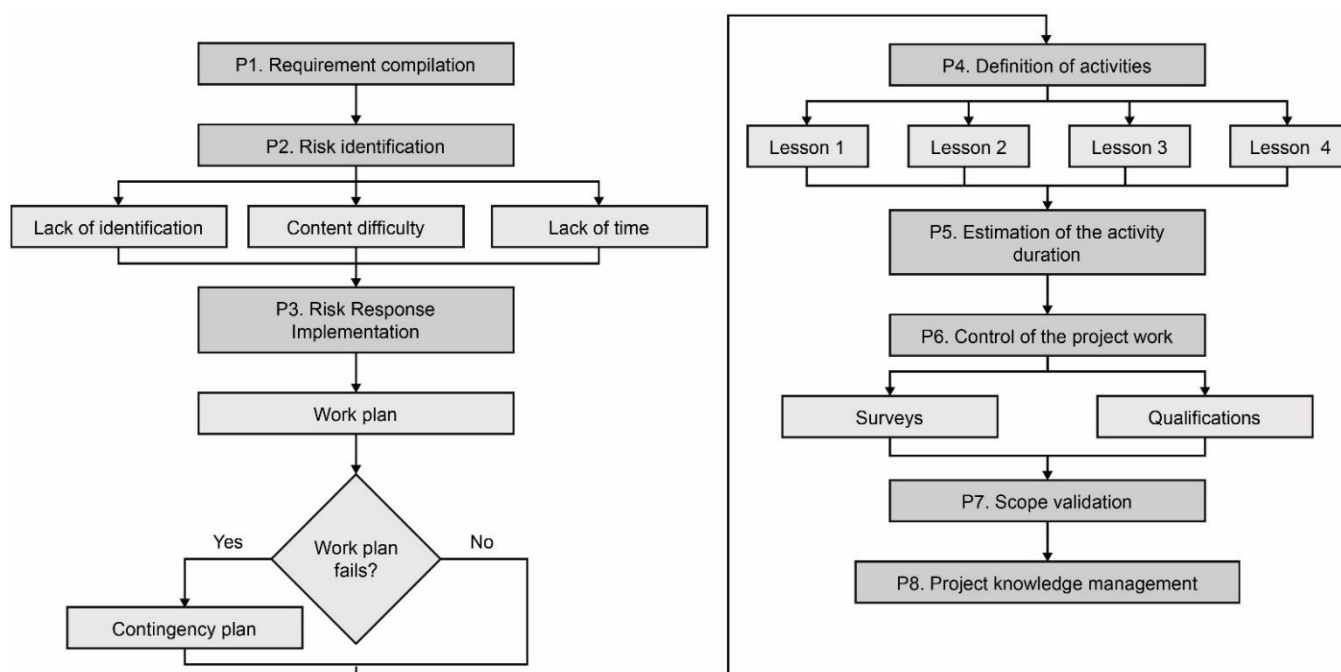 P1. Requirement compilation
P2. Risk identification
Lack of identification
Content difficulty
Lack of time
P3. Risk Response
Implementation
Work plan
Yes
Work plan
fails?
No
Contingency plan
P4. Definition of activities
Lesson 1
Lesson 2
Lesson 3
Lesson 4
P5. Estimation of the activity
duration
P6. Control of the project work
Surveys
Qualifications
P7. Scope validation
P8. Project knowledge management